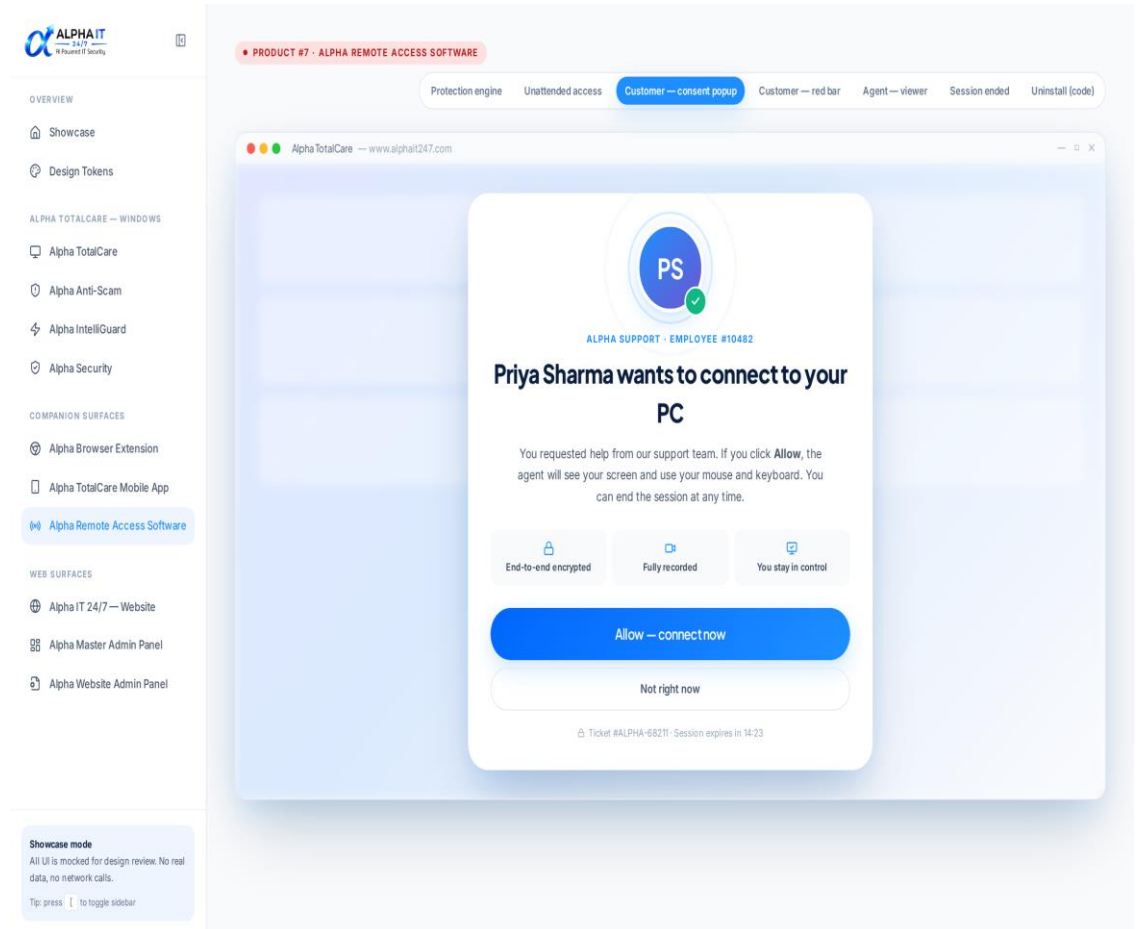 ALPHA IT
24/7
AI Powered IT Security
OVERVIEW
Showcase
Design Tokens
ALPHA TOTALCARE — WINDOWS
Alpha TotalCare
Alpha Anti-Scam
Alpha IntelliGuard
Alpha Security
COMPANION SURFACES
Alpha Browser Extension
Alpha TotalCare Mobile App
Alpha Remote Access Software
WEB SURFACES
Alpha IT 24/7 — Website
Alpha Master Admin Panel
Alpha Website Admin Panel
Showcase mode
All UI is mocked for design review. No real
data, no network calls.
Tip: press [ to toggle sidebar
PRODUCT #7 · ALPHA REMOTE ACCESS SOFTWARE
Protection engine Unattended access Customer — consent popup Customer — red bar Agent — viewer Session ended Uninstall (code)
AlphaTotalCare — www.alphait247.com
PS
ALPHA SUPPORT · EMPLOYEE #10482
Priya Sharma wants to connect to your
PC
You requested help from our support team. If you click Allow, the
agent will see your screen and use your mouse and keyboard. You
can end the session at any time.
End-to-end encrypted Fully recorded You stay in control
Allow — connect now
Not right now
Ticket #ALPHA-68211 · Session expires in 14:23